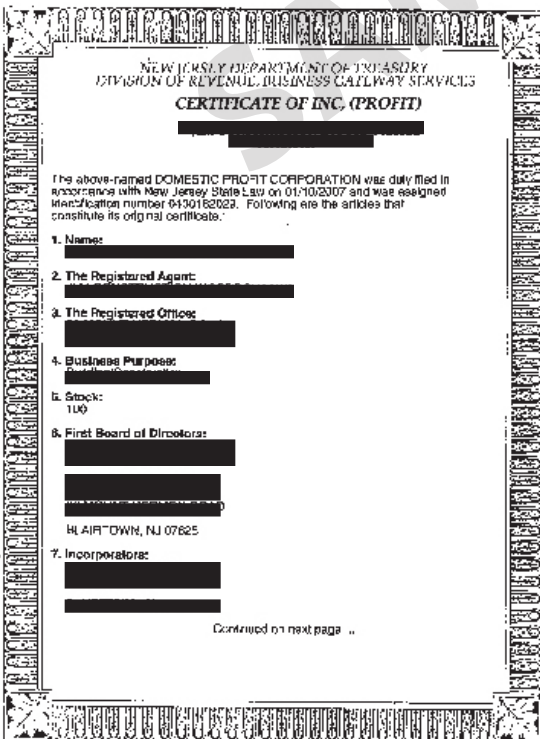 NEW JERSEY DEPARTMENT OF TREASURY
DIVISION OF REVENUE, BUSINESS GATEWAY SERVICES
CERTIFICATE OF INC, (PROFIT)
The above-named DOMESTIC PROFIT CORPORATION was duly filed in
accordance with New Jersey State Law on 01/10/2007 and was assigned
identification number Following are the articles that
constitute its original certificate.
1. Name:
2. The Registered Agent:
3. The Registered Office:
4. Business Purpose:
5. Stock:
100
6. First Board of Directors:
BLAIRTOWN, NJ 07825
7. Incorporators:
Continued on next page ...